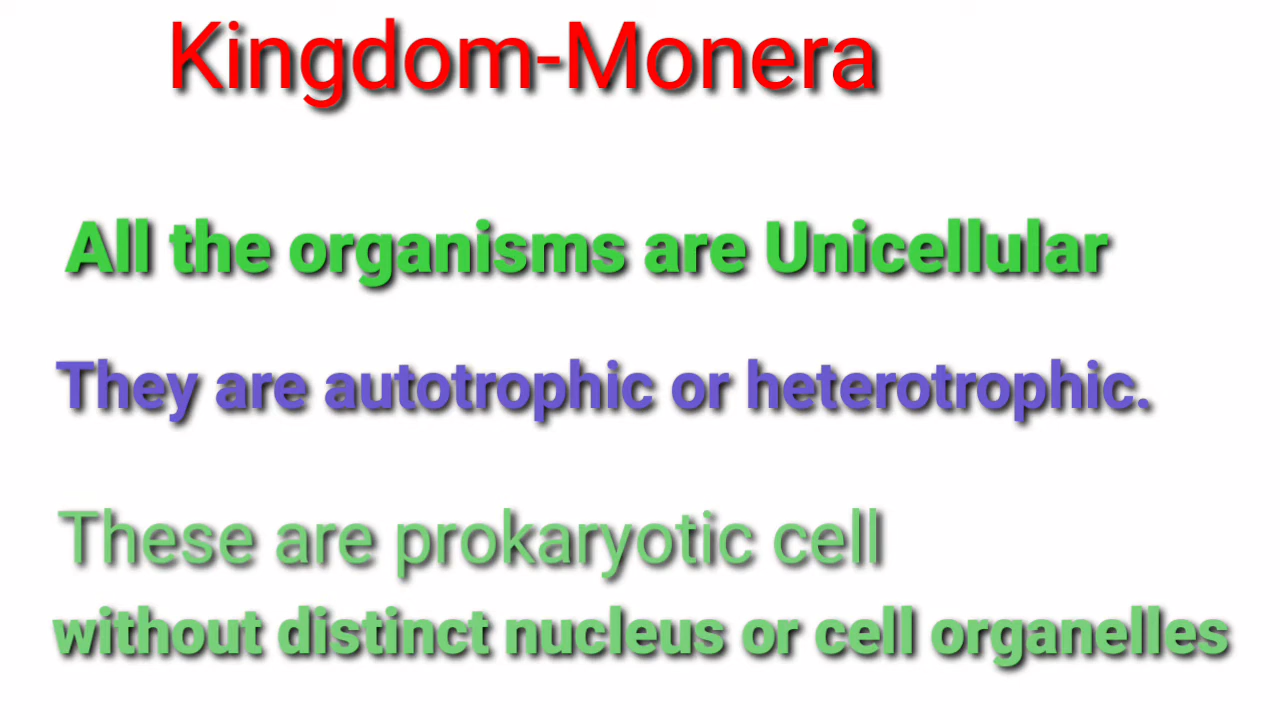 Kingdom-Monera
All the organisms are Unicellular
They are autotrophic or heterotrophic.
These are prokaryotic cell
without distinct nucleus or cell organelles